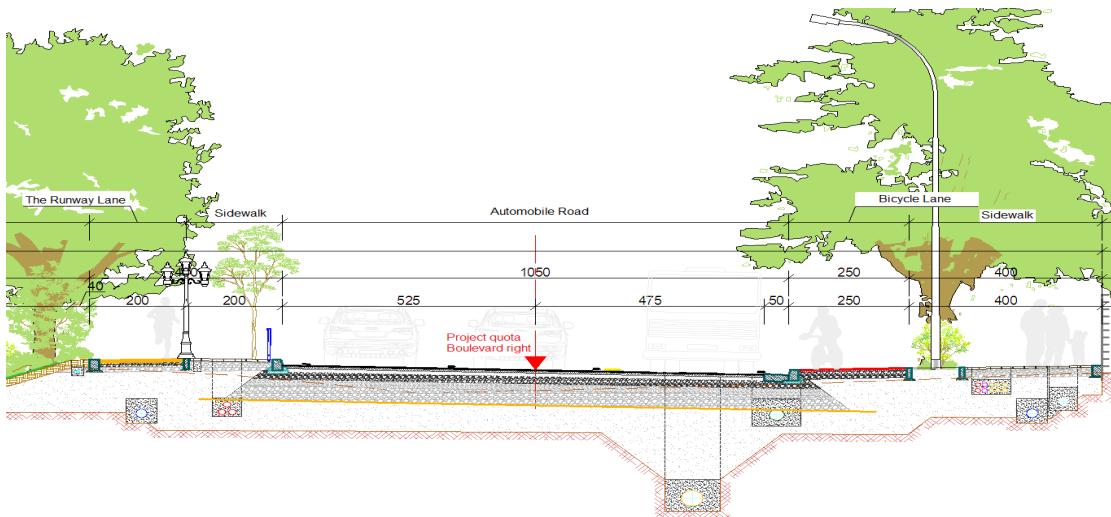 The Runway Lane
Sidewalk
Automobile Road
Bicycle Lane
Sidewalk
400
1050
250
400
40
200
200
525
475
50
250
400
Project quota
Boulevard right